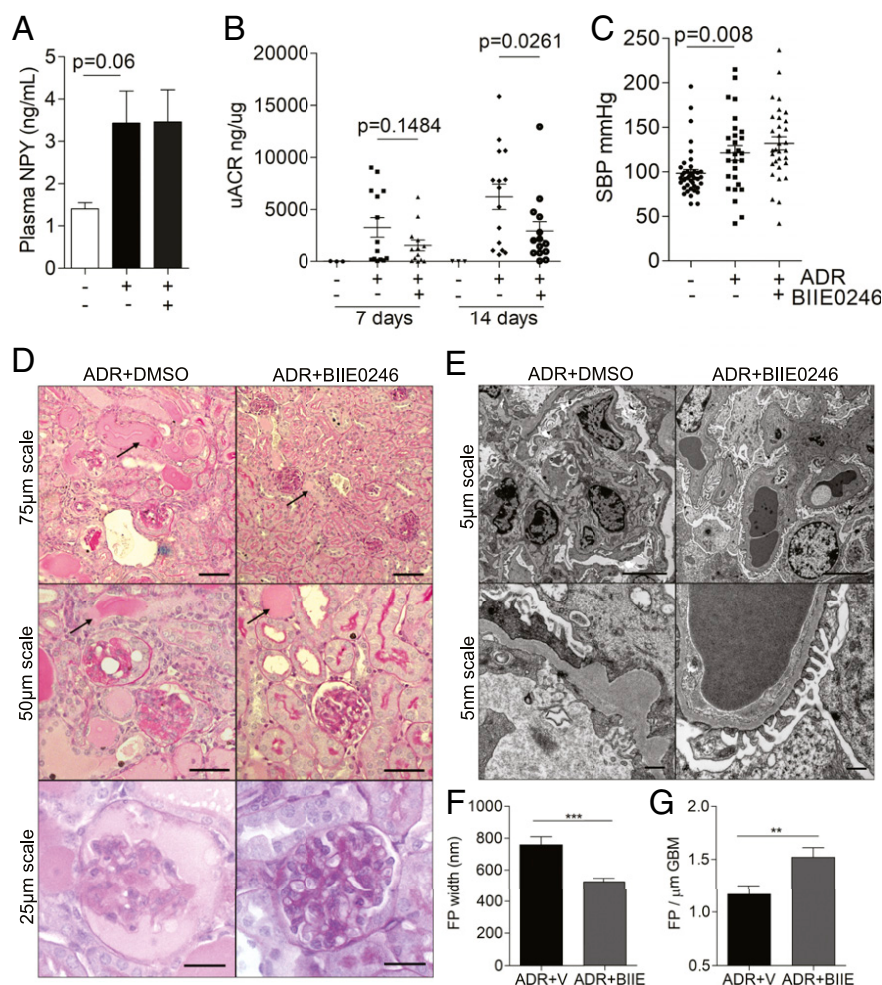 A
Plasma NPY (ng/mL)
5
4
3
2
1
0
p=0.06
- + +
- - +
B
uACR ng/ug
20000
15000
10000
5000
0
p=0.1484
p=0.0261
- + + - + +
- - + - - +
7 days
14 days
C
SBP mmHg
250
200
150
100
50
0
p=0.008
- + + ADR
- - + BIIE0246
D
ADR+DMSO
ADR+BIIE0246
75µm scale
50µm scale
25µm scale
E
ADR+DMSO
ADR+BIIE0246
5µm scale
5nm scale
F
FP width (nm)
1000
800
600
400
200
0
***
ADR+V
ADR+BIIE
G
FP / µm GBM
2.0
1.5
1.0
0.5
**
ADR+V
ADR+BIIE